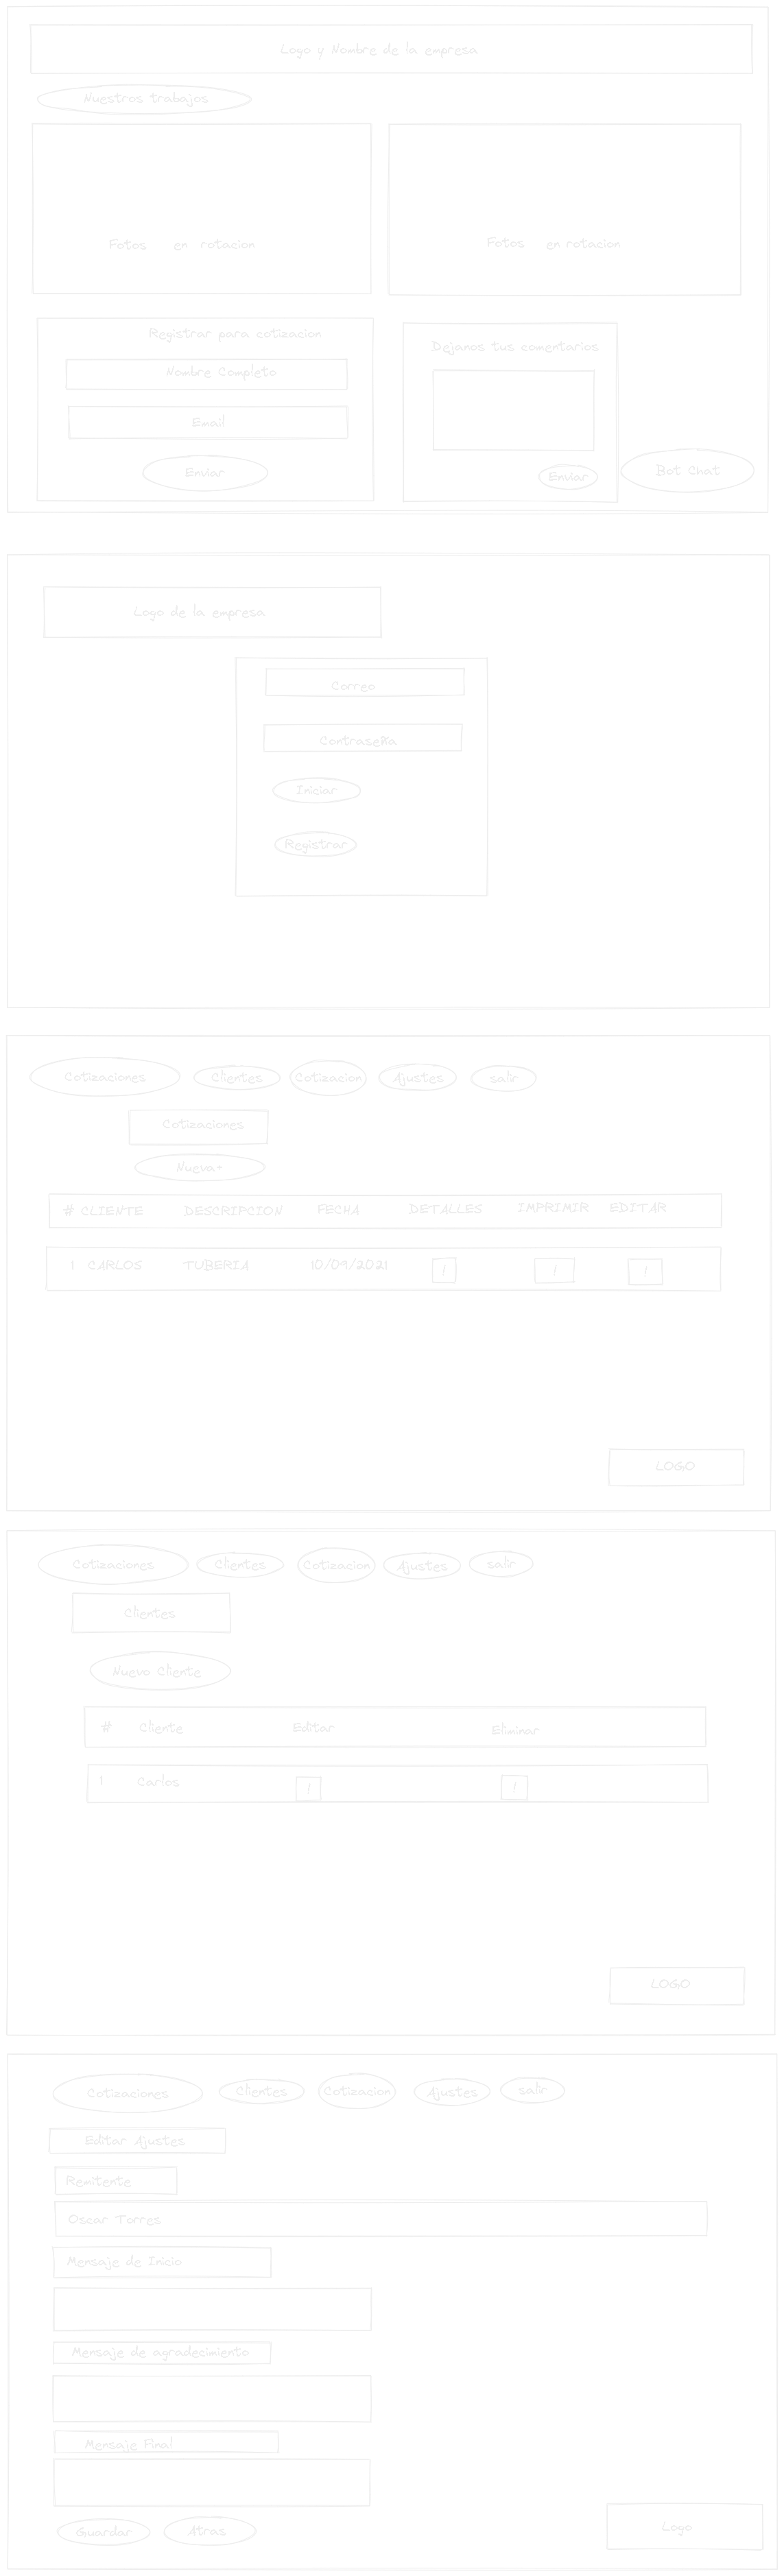 Logo y Nombre de la empresa
Nuestros trabajos
Fotos en rotacion
Fotos en rotacion
Registrar para cotizacion
Nombre Completo
Email
Enviar
Dejanos tus comentarios
Enviar
Bot Chat
Logo de la empresa
Correo
Contraseña
Iniciar
Registrar
Cotizaciones Clientes Cotizacion Ajustes salir
Cotizaciones
Nueva+
# CLIENTE DESCRIPCION FECHA DETALLES IMPRIMIR EDITAR
1 CARLOS TUBERIA 10/09/2021 ! ! !
LOGO
Cotizaciones Clientes Cotizacion Ajustes salir
Clientes
Nuevo Cliente
# Cliente Editar Eliminar
1 Carlos ! !
LOGO
Cotizaciones Clientes Cotizacion Ajustes salir
Editar Ajustes
Remitente
Oscar Torres
Mensaje de Inicio
Mensaje de agradecimiento
Mensaje Final
Guardar Atras
Logo